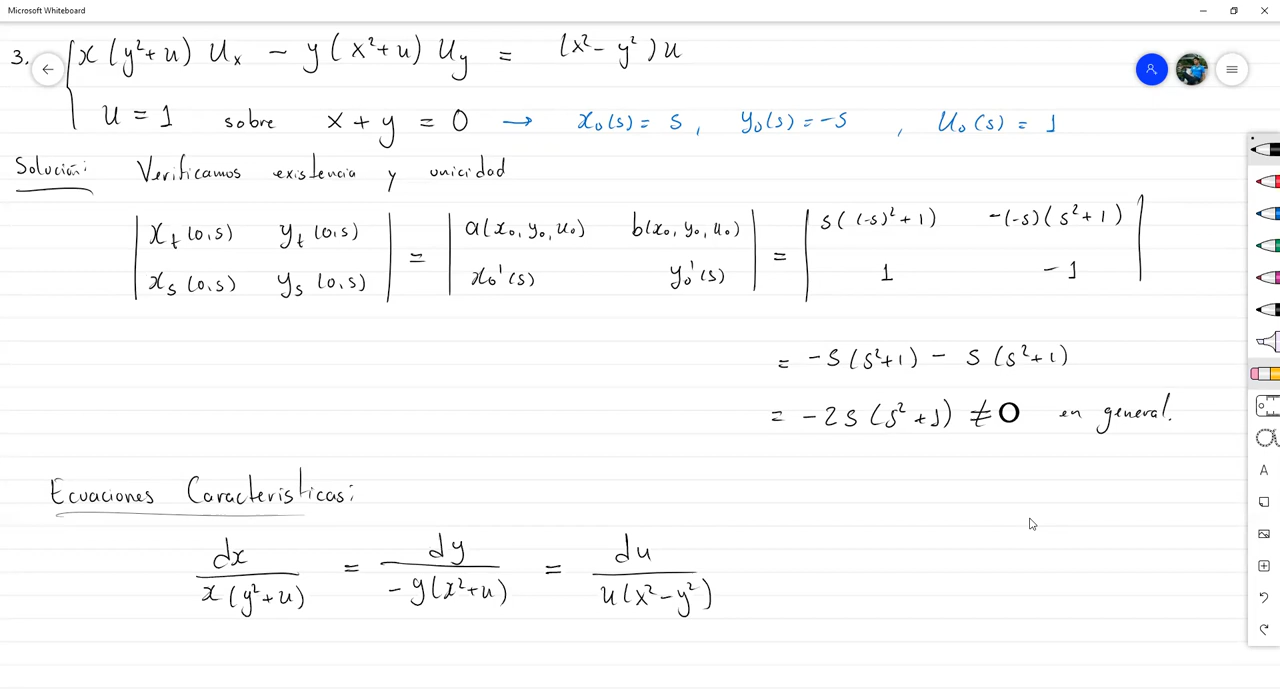 Microsoft Whiteboard
3. { x(y²+u) Ux - y(x²+u) Uy = (x²-y²)u
u = 1 sobre x + y = 0 → x₀(s) = s, y₀(s) = -s, u₀(s) = 1
Solución: Verificamos existencia y unicidad
| x_t(0,s) y_t(0,s) | = | a(x₀,y₀,u₀) b(x₀,y₀,u₀) | = | s((-s)²+1) -(-s)(s²+1) |
| x_s(0,s) y_s(0,s) | | x₀'(s) y₀'(s) | | 1 -1 |
= -s(s²+1) - s(s²+1)
= -2s(s²+1) ≠ 0 en general.
Ecuaciones Caracteristicas:
dx / x(y²+u) = dy / -y(x²+u) = du / u(x²-y²)
A